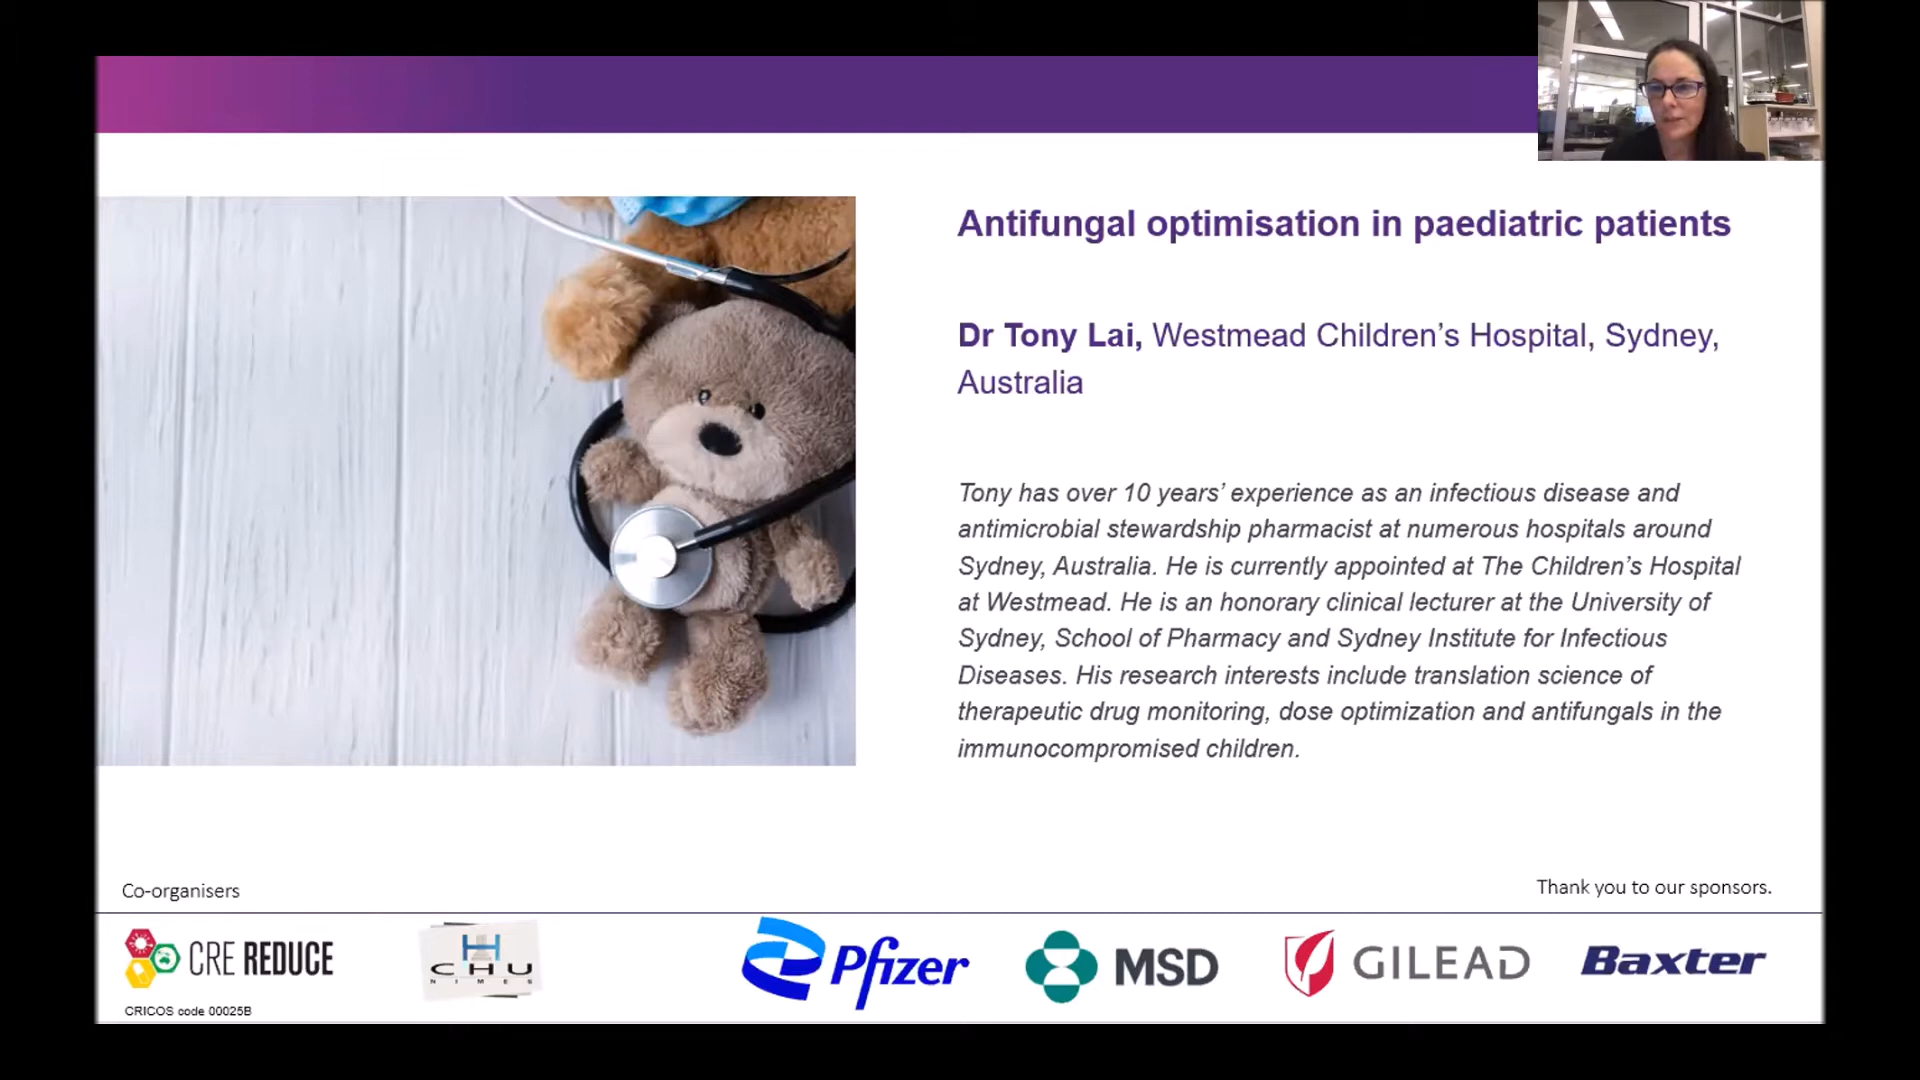 Antifungal optimisation in paediatric patients
Dr Tony Lai, Westmead Children’s Hospital, Sydney,
Australia
Tony has over 10 years’ experience as an infectious disease and
antimicrobial stewardship pharmacist at numerous hospitals around
Sydney, Australia. He is currently appointed at The Children’s Hospital
at Westmead. He is an honorary clinical lecturer at the University of
Sydney, School of Pharmacy and Sydney Institute for Infectious
Diseases. His research interests include translation science of
therapeutic drug monitoring, dose optimization and antifungals in the
immunocompromised children.
Co-organisers
Thank you to our sponsors.
CRE REDUCE
H
CHU
NIMES
Pfizer
MSD
GILEAD
Baxter
CRICOS code 00025B